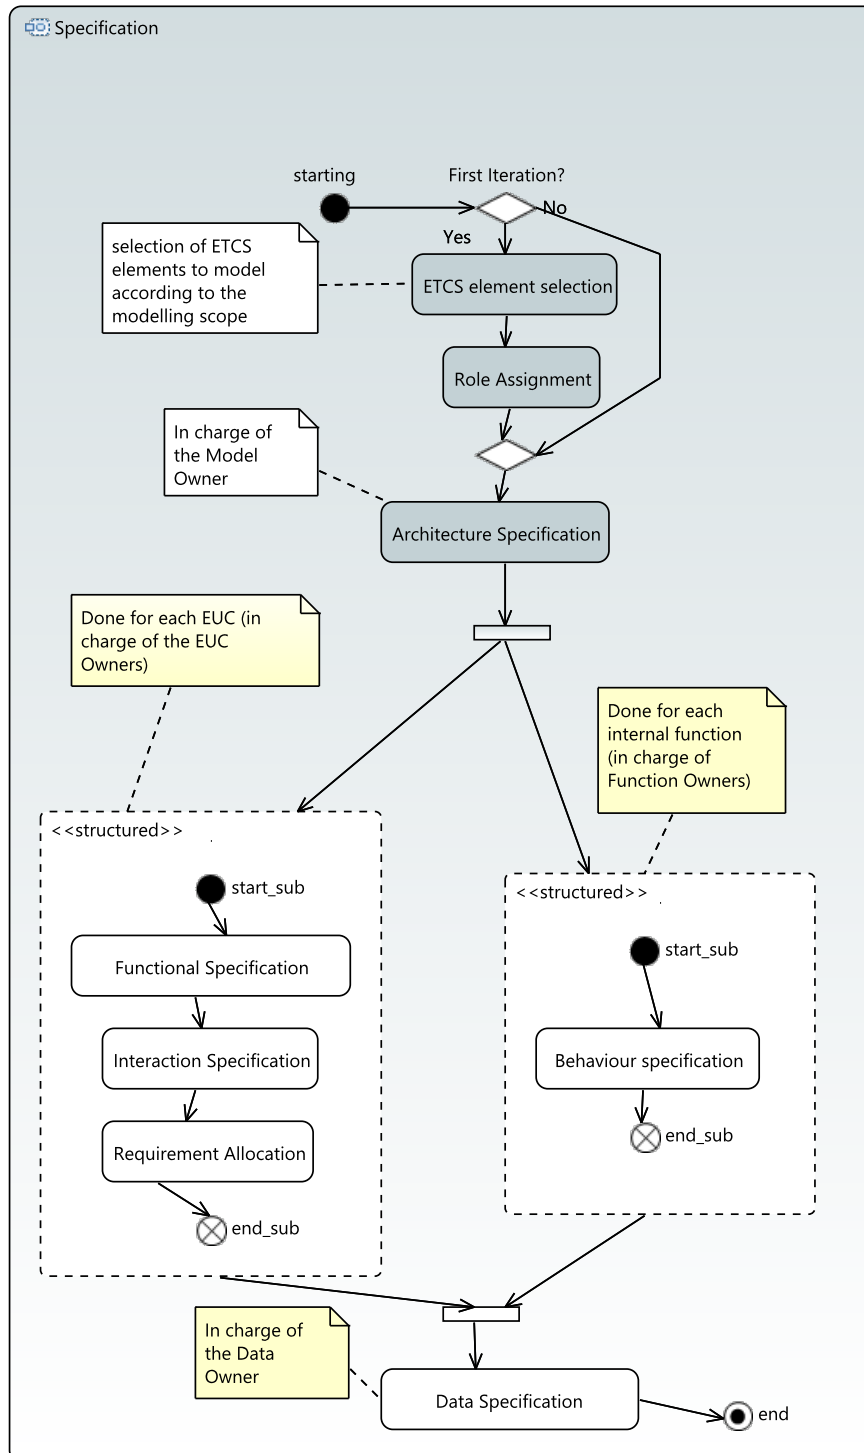 Specification
starting
First Iteration?
No
Yes
selection of ETCS
elements to model
according to the
modelling scope
ETCS element selection
Role Assignment
In charge of
the Model
Owner
Architecture Specification
Done for each EUC (in
charge of the EUC
Owners)
Done for each
internal function
(in charge of
Function Owners)
<<structured>>
start_sub
Functional Specification
Interaction Specification
Requirement Allocation
end_sub
<<structured>>
start_sub
Behaviour specification
end_sub
In charge of
the Data
Owner
Data Specification
end